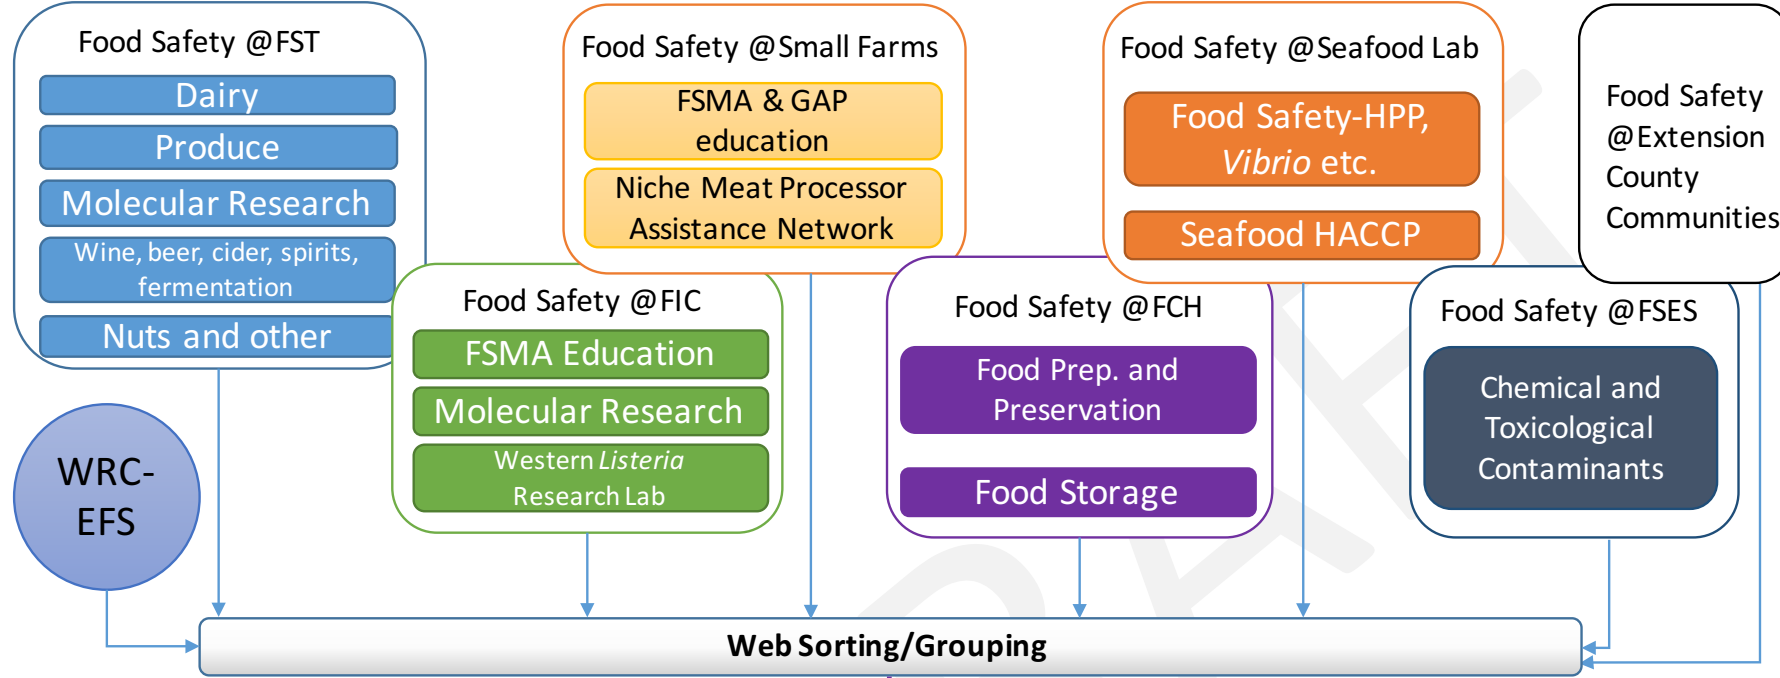 Food Safety @FST
Dairy
Produce
Molecular Research
Wine, beer, cider, spirits,
fermentation
Nuts and other
Food Safety @Small Farms
FSMA & GAP
education
Niche Meat Processor
Assistance Network
Food Safety @Seafood Lab
Food Safety-HPP,
Vibrio etc.
Seafood HACCP
Food Safety
@Extension
County
Communities
Food Safety @FIC
FSMA Education
Molecular Research
Western Listeria
Research Lab
Food Safety @FCH
Food Prep. and
Preservation
Food Storage
Food Safety @FSES
Chemical and
Toxicological
Contaminants
WRC-
EFS
Web Sorting/Grouping